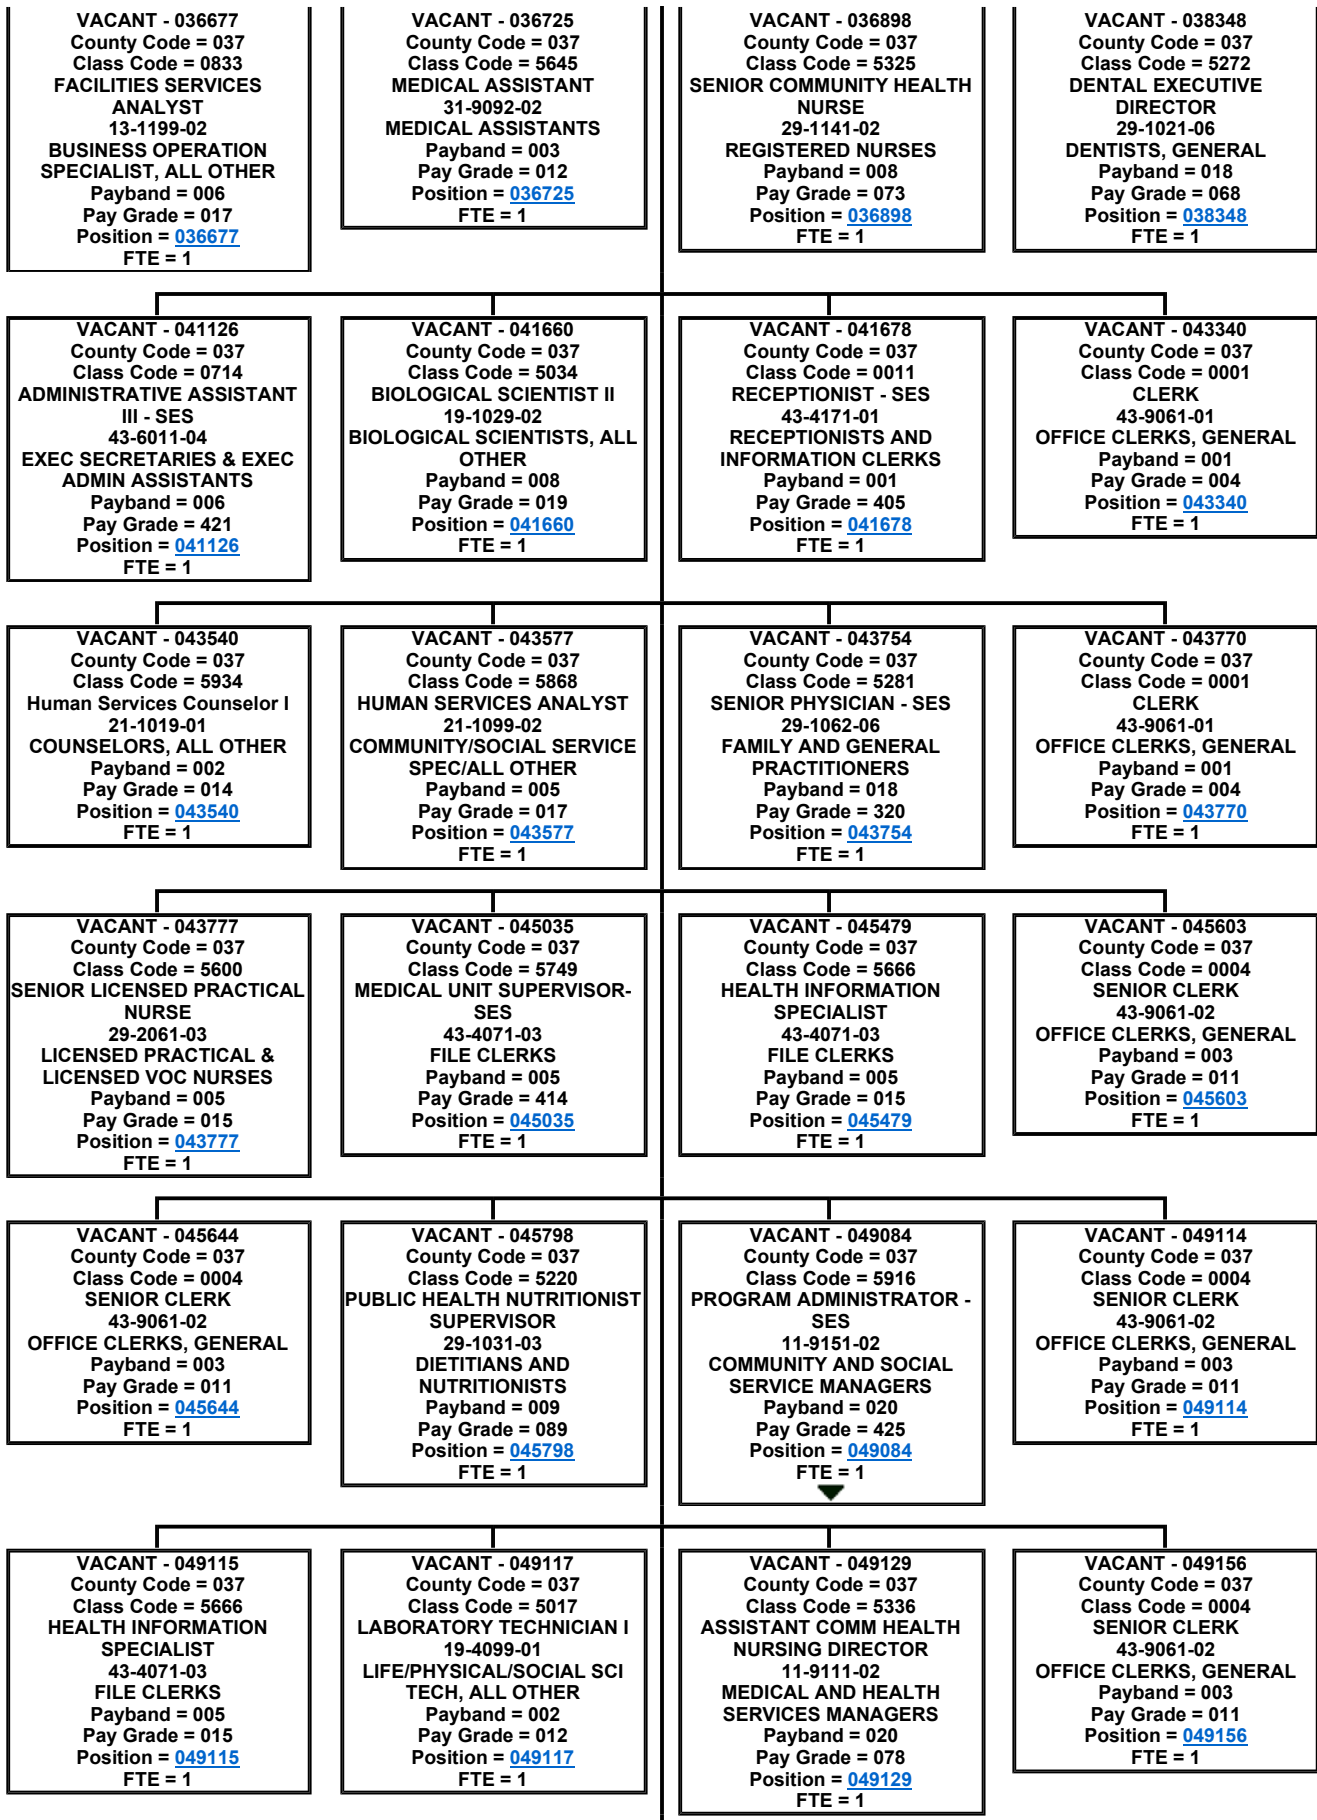 VACANT - 036677
County Code = 037
Class Code = 0833
FACILITIES SERVICES
ANALYST
13-1199-02
BUSINESS OPERATION
SPECIALIST, ALL OTHER
Payband = 006
Pay Grade = 017
Position = 036677
FTE = 1
VACANT - 036725
County Code = 037
Class Code = 5645
MEDICAL ASSISTANT
31-9092-02
MEDICAL ASSISTANTS
Payband = 003
Pay Grade = 012
Position = 036725
FTE = 1
VACANT - 036898
County Code = 037
Class Code = 5325
SENIOR COMMUNITY HEALTH
NURSE
29-1141-02
REGISTERED NURSES
Payband = 008
Pay Grade = 073
Position = 036898
FTE = 1
VACANT - 038348
County Code = 037
Class Code = 5272
DENTAL EXECUTIVE
DIRECTOR
29-1021-06
DENTISTS, GENERAL
Payband = 018
Pay Grade = 068
Position = 038348
FTE = 1
VACANT - 041126
County Code = 037
Class Code = 0714
ADMINISTRATIVE ASSISTANT
III - SES
43-6011-04
EXEC SECRETARIES & EXEC
ADMIN ASSISTANTS
Payband = 006
Pay Grade = 421
Position = 041126
FTE = 1
VACANT - 041660
County Code = 037
Class Code = 5034
BIOLOGICAL SCIENTIST II
19-1029-02
BIOLOGICAL SCIENTISTS, ALL
OTHER
Payband = 008
Pay Grade = 019
Position = 041660
FTE = 1
VACANT - 041678
County Code = 037
Class Code = 0011
RECEPTIONIST - SES
43-4171-01
RECEPTIONISTS AND
INFORMATION CLERKS
Payband = 001
Pay Grade = 405
Position = 041678
FTE = 1
VACANT - 043340
County Code = 037
Class Code = 0001
CLERK
43-9061-01
OFFICE CLERKS, GENERAL
Payband = 001
Pay Grade = 004
Position = 043340
FTE = 1
VACANT - 043540
County Code = 037
Class Code = 5934
Human Services Counselor I
21-1019-01
COUNSELORS, ALL OTHER
Payband = 002
Pay Grade = 014
Position = 043540
FTE = 1
VACANT - 043577
County Code = 037
Class Code = 5868
HUMAN SERVICES ANALYST
21-1099-02
COMMUNITY/SOCIAL SERVICE
SPEC/ALL OTHER
Payband = 005
Pay Grade = 017
Position = 043577
FTE = 1
VACANT - 043754
County Code = 037
Class Code = 5281
SENIOR PHYSICIAN - SES
29-1062-06
FAMILY AND GENERAL
PRACTITIONERS
Payband = 018
Pay Grade = 320
Position = 043754
FTE = 1
VACANT - 043770
County Code = 037
Class Code = 0001
CLERK
43-9061-01
OFFICE CLERKS, GENERAL
Payband = 001
Pay Grade = 004
Position = 043770
FTE = 1
VACANT - 043777
County Code = 037
Class Code = 5600
SENIOR LICENSED PRACTICAL
NURSE
29-2061-03
LICENSED PRACTICAL &
LICENSED VOC NURSES
Payband = 005
Pay Grade = 015
Position = 043777
FTE = 1
VACANT - 045035
County Code = 037
Class Code = 5749
MEDICAL UNIT SUPERVISOR-
SES
43-4071-03
FILE CLERKS
Payband = 005
Pay Grade = 414
Position = 045035
FTE = 1
VACANT - 045479
County Code = 037
Class Code = 5666
HEALTH INFORMATION
SPECIALIST
43-4071-03
FILE CLERKS
Payband = 005
Pay Grade = 015
Position = 045479
FTE = 1
VACANT - 045603
County Code = 037
Class Code = 0004
SENIOR CLERK
43-9061-02
OFFICE CLERKS, GENERAL
Payband = 003
Pay Grade = 011
Position = 045603
FTE = 1
VACANT - 045644
County Code = 037
Class Code = 0004
SENIOR CLERK
43-9061-02
OFFICE CLERKS, GENERAL
Payband = 003
Pay Grade = 011
Position = 045644
FTE = 1
VACANT - 045798
County Code = 037
Class Code = 5220
PUBLIC HEALTH NUTRITIONIST
SUPERVISOR
29-1031-03
DIETITIANS AND
NUTRITIONISTS
Payband = 009
Pay Grade = 089
Position = 045798
FTE = 1
VACANT - 049084
County Code = 037
Class Code = 5916
PROGRAM ADMINISTRATOR -
SES
11-9151-02
COMMUNITY AND SOCIAL
SERVICE MANAGERS
Payband = 020
Pay Grade = 425
Position = 049084
FTE = 1
VACANT - 049114
County Code = 037
Class Code = 0004
SENIOR CLERK
43-9061-02
OFFICE CLERKS, GENERAL
Payband = 003
Pay Grade = 011
Position = 049114
FTE = 1
VACANT - 049115
County Code = 037
Class Code = 5666
HEALTH INFORMATION
SPECIALIST
43-4071-03
FILE CLERKS
Payband = 005
Pay Grade = 015
Position = 049115
FTE = 1
VACANT - 049117
County Code = 037
Class Code = 5017
LABORATORY TECHNICIAN I
19-4099-01
LIFE/PHYSICAL/SOCIAL SCI
TECH, ALL OTHER
Payband = 002
Pay Grade = 012
Position = 049117
FTE = 1
VACANT - 049129
County Code = 037
Class Code = 5336
ASSISTANT COMM HEALTH
NURSING DIRECTOR
11-9111-02
MEDICAL AND HEALTH
SERVICES MANAGERS
Payband = 020
Pay Grade = 078
Position = 049129
FTE = 1
VACANT - 049156
County Code = 037
Class Code = 0004
SENIOR CLERK
43-9061-02
OFFICE CLERKS, GENERAL
Payband = 003
Pay Grade = 011
Position = 049156
FTE = 1